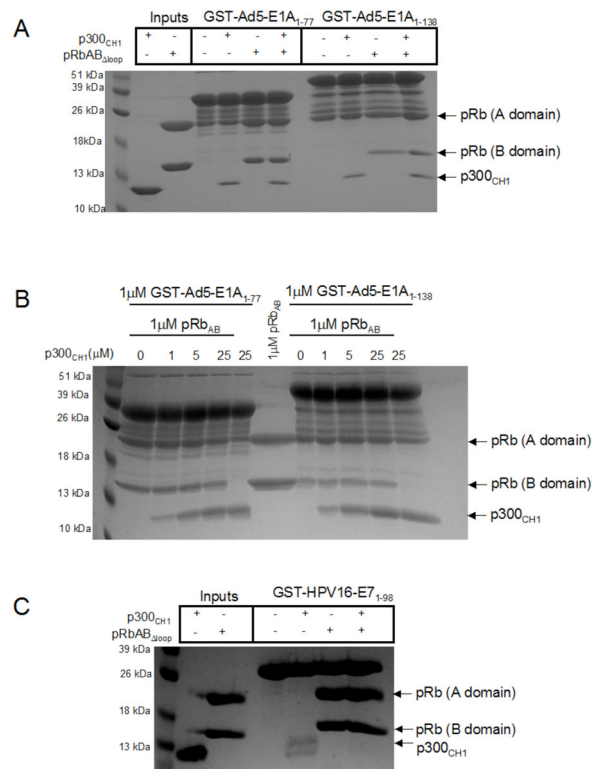 A
Inputs GST-Ad5-E1A1-77 GST-Ad5-E1A1-138
p300CH1 + - - + - + - + - +
pRbABΔloop - + - - + + - - + +
51 kDa
39 kDa
26 kDa
18kDa
13 kDa
10 kDa
pRb (A domain)
pRb (B domain)
p300CH1
B
1μM GST-Ad5-E1A1-77 1μM pRbAB 1μM GST-Ad5-E1A1-138
1μM pRbAB 1μM pRbAB
p300CH1(μM) 0 1 5 25 25 0 1 5 25 25
51 kDa
39 kDa
26 kDa
18 kDa
13 kDa
10 kDa
pRb (A domain)
pRb (B domain)
p300CH1
C
Inputs GST-HPV16-E71-98
p300CH1 + - - + - +
pRbABΔloop - + - - + +
39 kDa
26 kDa
18 kDa
13 kDa
pRb (A domain)
pRb (B domain)
p300CH1